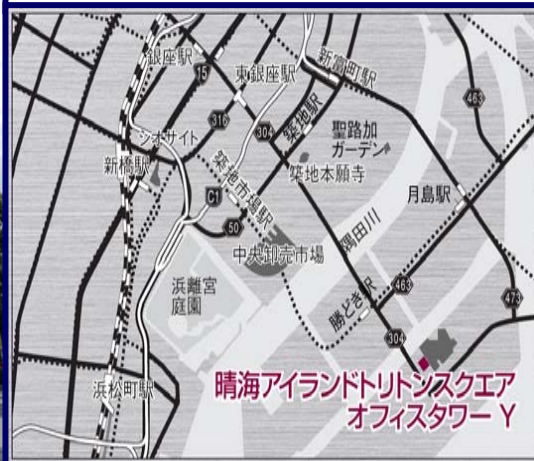 銀座駅
15
東銀座駅
新富町駅
463
316
304
築地駅
シオサイト
聖路加
ガーデン
新橋駅
築地本願寺
月島駅
C1
築地市場駅
50
中央卸売市場
隅田川
浜離宮
庭園
勝どき駅
463
473
304
浜松町駅
晴海アイランドトリトンスクエア
オフィスタワー Y